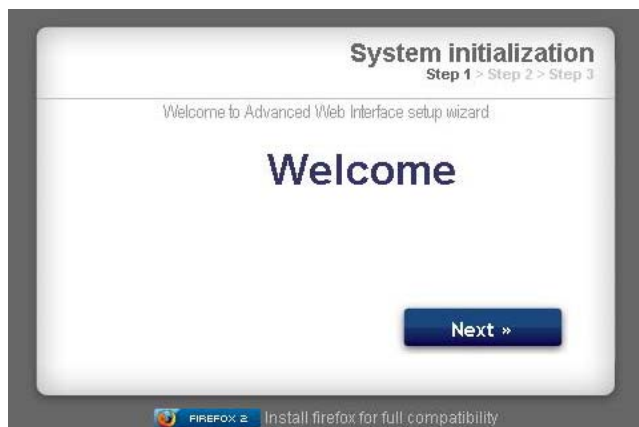 System initialization
Step 1 > Step 2 > Step 3
Welcome to Advanced Web Interface setup wizard
Welcome
Next »
FIREFOX 2 Install firefox for full compatibility